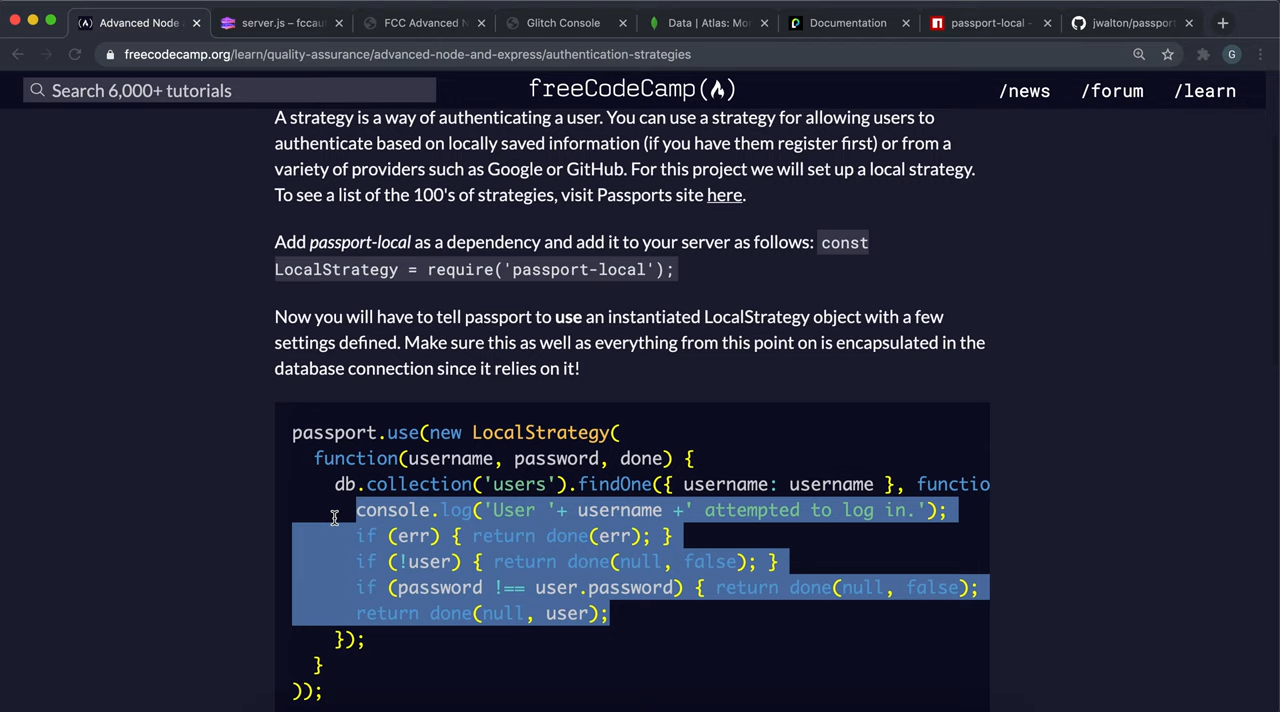 Advanced Node a
server.js – fccaut
FCC Advanced N
Glitch Console
Data | Atlas: Mon
Documentation
passport-local -
jwalton/passport
freecodecamp.org/learn/quality-assurance/advanced-node-and-express/authentication-strategies
G
Search 6,000+ tutorials
freeCodeCamp
/news
/forum
/learn
A strategy is a way of authenticating a user. You can use a strategy for allowing users to
authenticate based on locally saved information (if you have them register first) or from a
variety of providers such as Google or GitHub. For this project we will set up a local strategy.
To see a list of the 100's of strategies, visit Passports site here.
Add passport-local as a dependency and add it to your server as follows: const
LocalStrategy = require('passport-local');
Now you will have to tell passport to use an instantiated LocalStrategy object with a few
settings defined. Make sure this as well as everything from this point on is encapsulated in the
database connection since it relies on it!
passport.use(new LocalStrategy(
function(username, password, done) {
db.collection('users').findOne({ username: username }, functio
console.log('User '+ username +' attempted to log in.');
if (err) { return done(err); }
if (!user) { return done(null, false); }
if (password !== user.password) { return done(null, false);
return done(null, user);
});
}
));